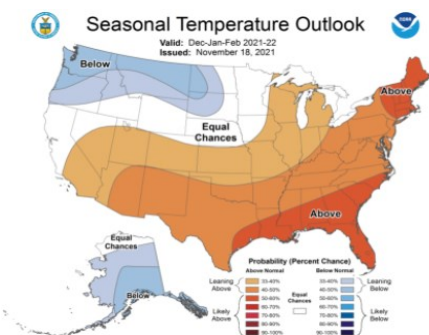 Seasonal Temperature Outlook
Valid: Dec-Jan-Feb 2021-22
Issued: November 18, 2021
NOAA
Below
Above
Equal
Chances
Above
Equal
Chances
Below
Probability (Percent Chance)
Above Normal
Below Normal
Leaning
Above
Likely
Above
33-40%
40-50%
50-60%
60-70%
70-80%
80-90%
90-100%
Equal
Chances
33-40%
40-50%
50-60%
60-70%
70-80%
80-90%
90-100%
Leaning
Below
Likely
Below